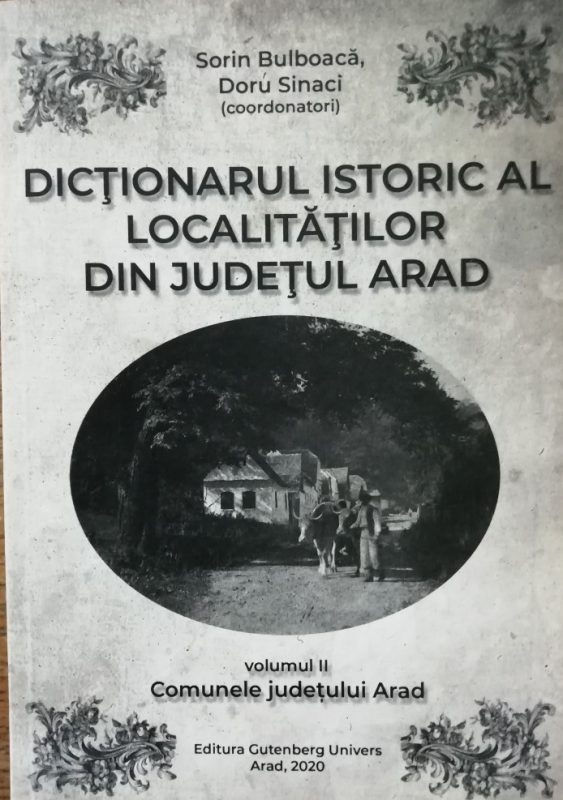 Sorin Bulboacă,
Doru Sinaci
(coordonatori)
DICŢIONARUL ISTORIC AL
LOCALITĂŢILOR
DIN JUDEŢUL ARAD
volumul II
Comunele județului Arad
Editura Gutenberg Univers
Arad, 2020